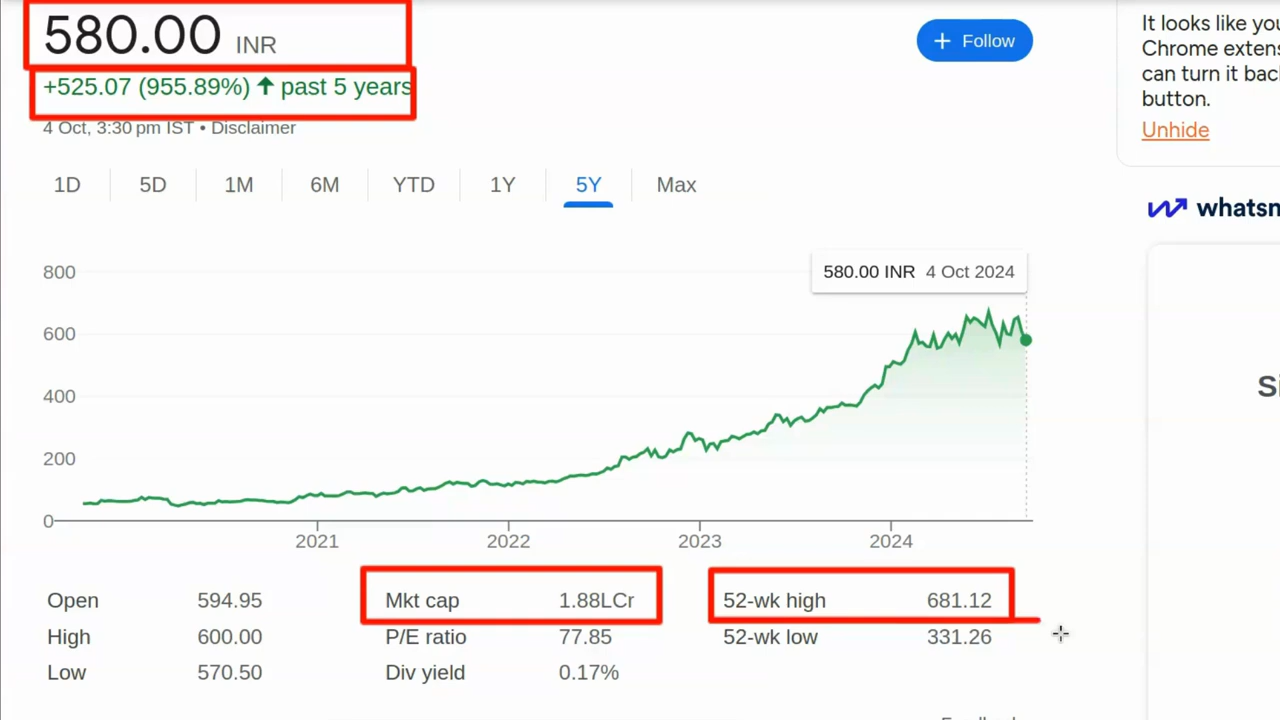 580.00 INR
+ Follow
+525.07 (955.89%) ↑ past 5 years
4 Oct, 3:30 pm IST • Disclaimer
1D 5D 1M 6M YTD 1Y 5Y Max
580.00 INR 4 Oct 2024
800
600
400
200
0
2021 2022 2023 2024
Open 594.95 Mkt cap 1.88LCr 52-wk high 681.12
High 600.00 P/E ratio 77.85 52-wk low 331.26
Low 570.50 Div yield 0.17%
It looks like you
Chrome extens
can turn it back
button.
Unhide
whatsm
Si